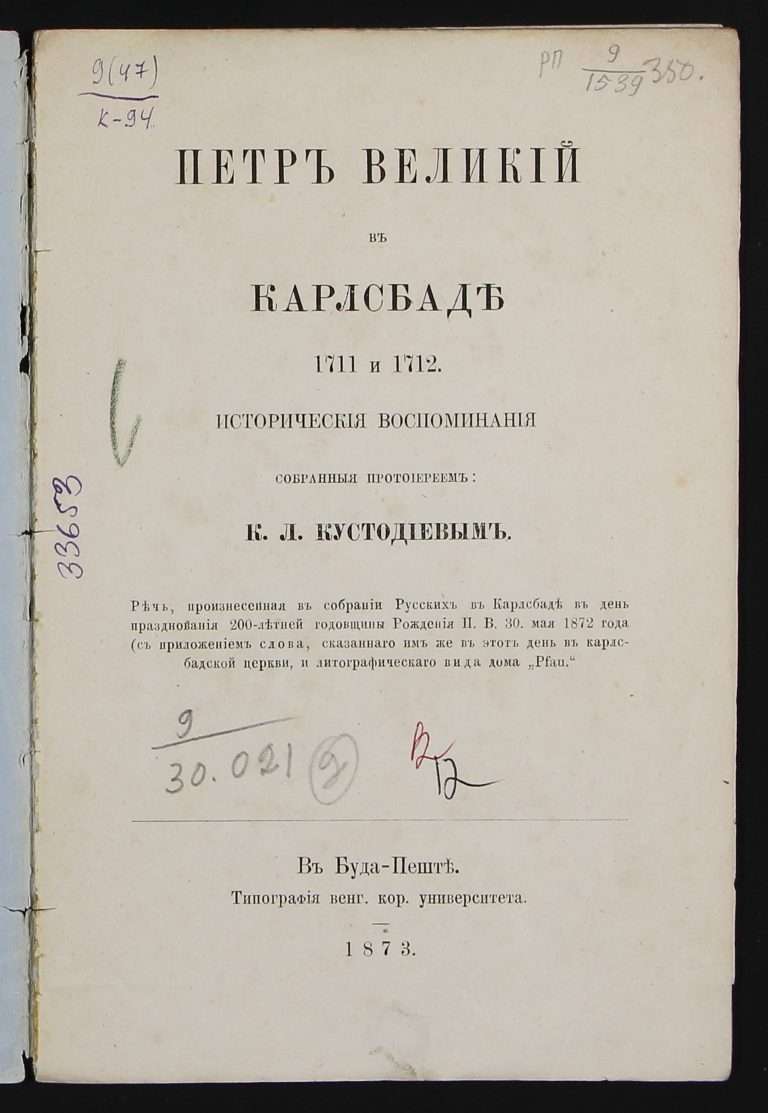 9(47)
к-94
РП 9
1539 350.
ПЕТРЪ ВЕЛИКІЙ
въ
КАРЛСБАДѢ
1711 и 1712.
ИСТОРИЧЕСКІЯ ВОСПОМИНАНІЯ
СОБРАННЫЯ ПРОТОІЕРЕЕМЪ:
К. Л. КУСТОДІЕВЫМЪ.
33653
Рѣчь, произнесенная въ собраніи Русскихъ въ Карлсбадѣ въ день
празднованія 200-лѣтней годовщины Рожденія П. В. 30. мая 1872 года
(съ приложеніемъ слова, сказаннаго имъ же въ этотъ день въ карлс-
бадской церкви, и литографическаго вида дома „Pfau.“
9
30.021 2
Въ Буда-Пештѣ.
Типографія венг. кор. университета.
1873.